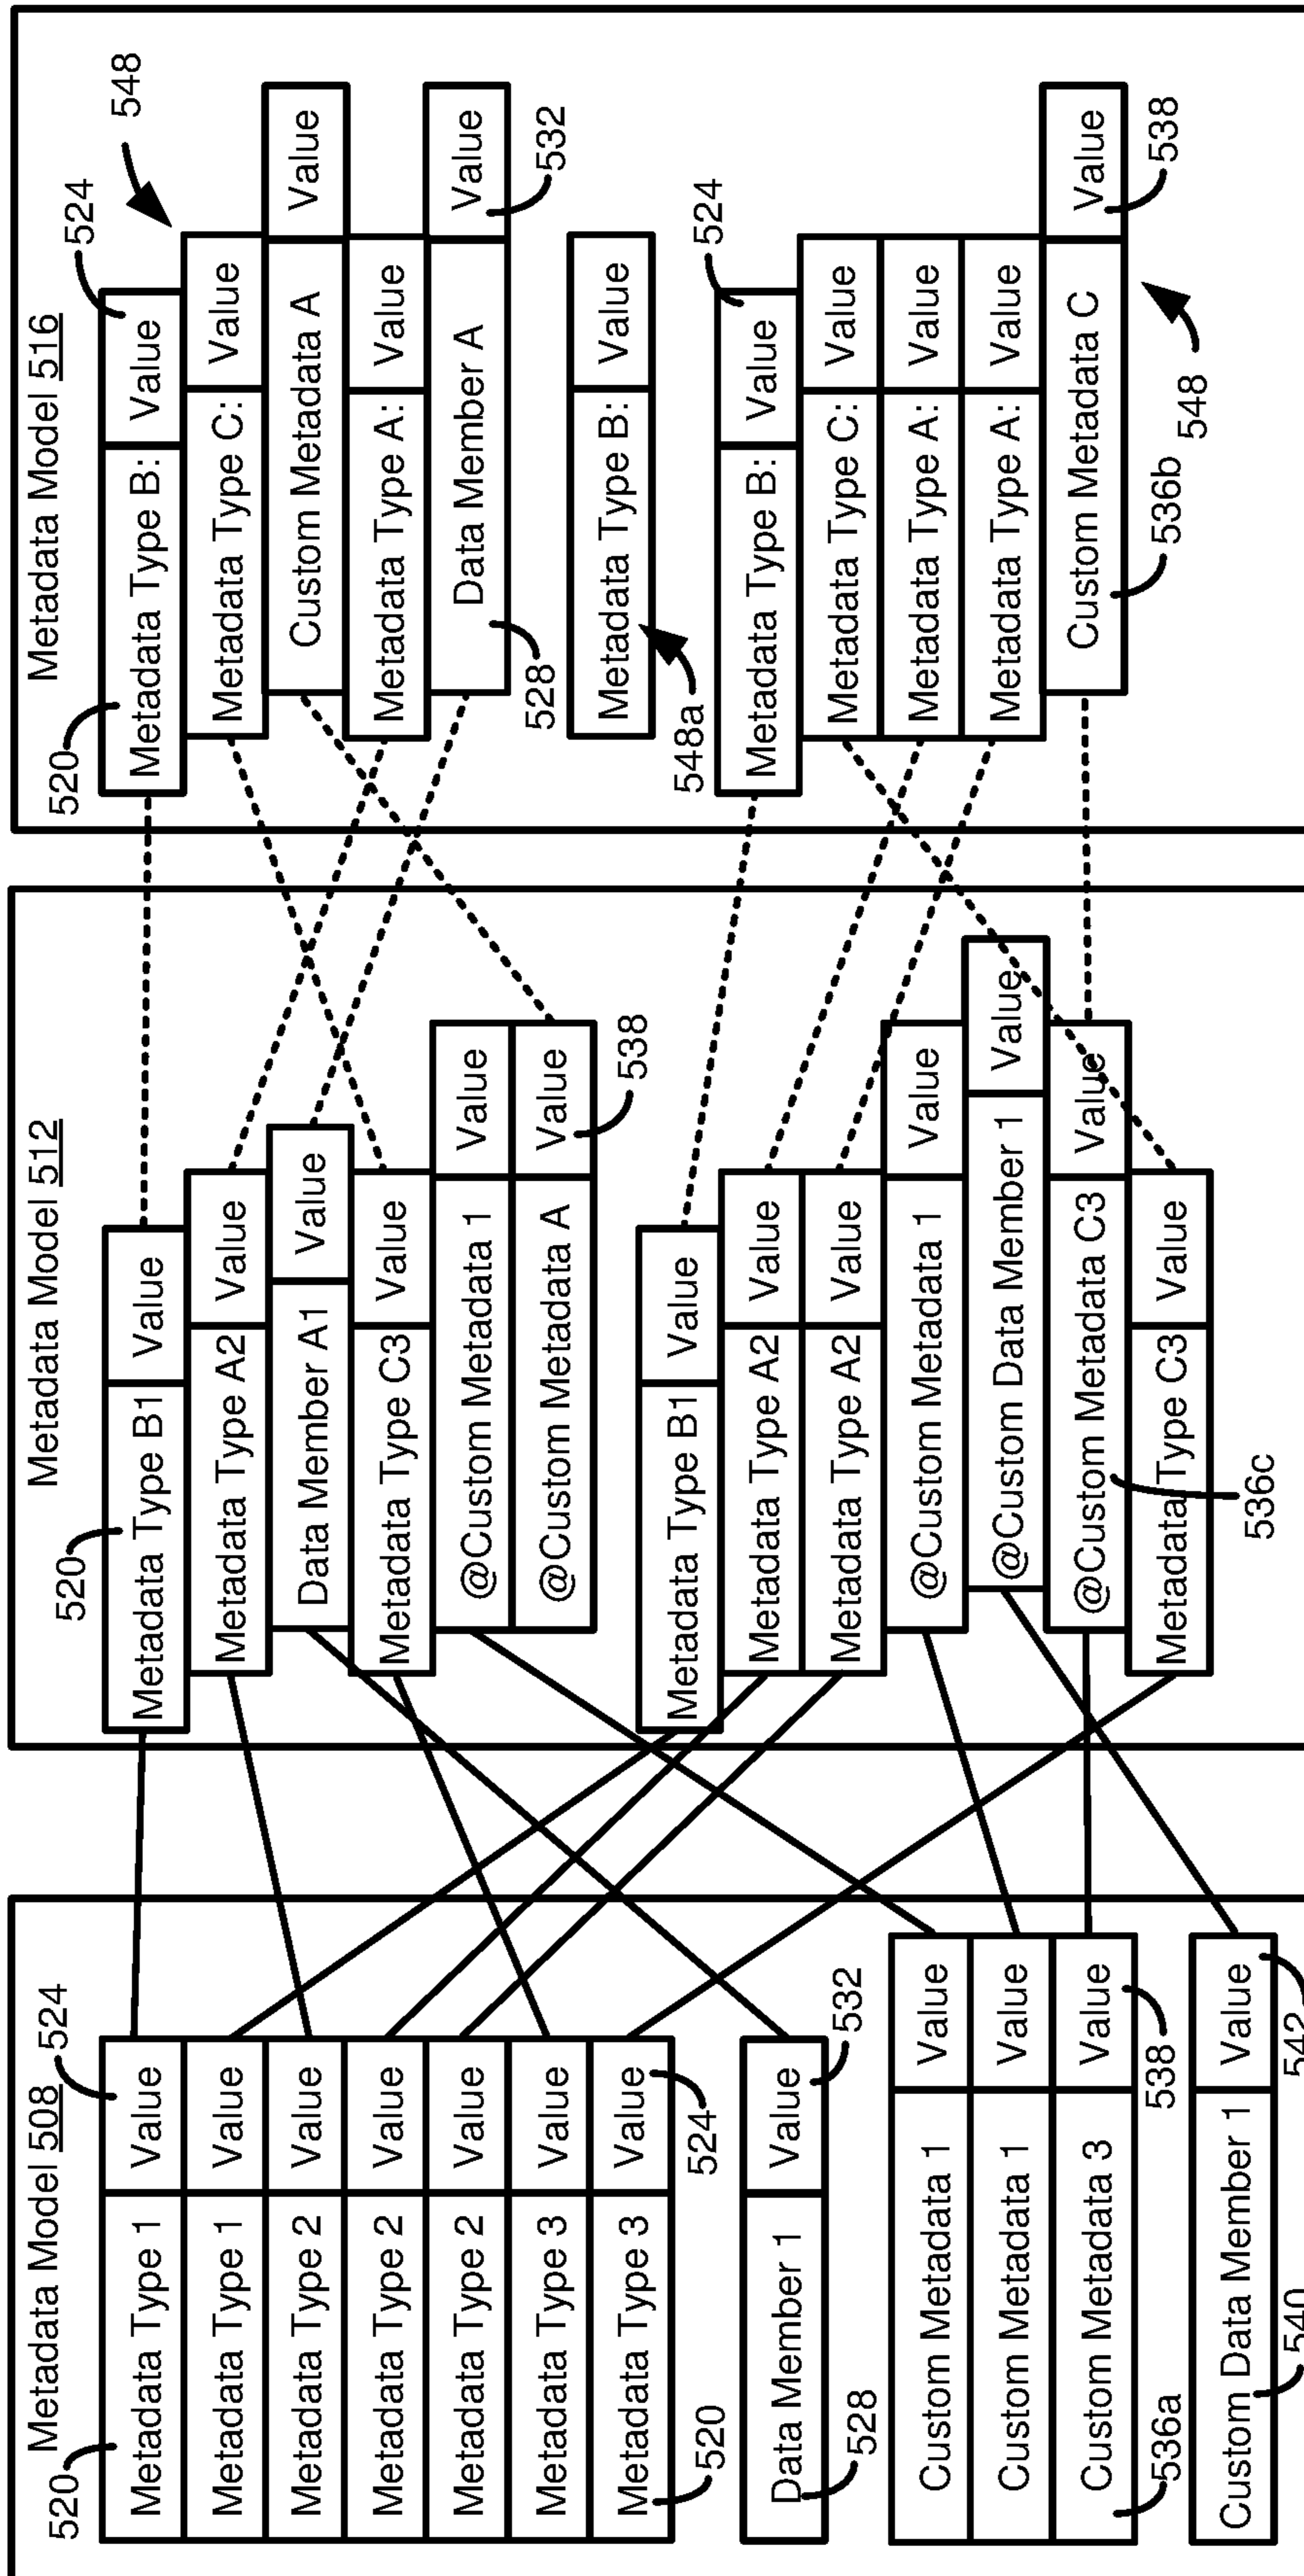 Metadata Model 508
520
524
Metadata Type 1 Value
Metadata Type 1 Value
Metadata Type 2 Value
Metadata Type 2 Value
Metadata Type 2 Value
Metadata Type 3 Value
Metadata Type 3 Value
520
524
Data Member 1 Value
528
532
Custom Metadata 1 Value
Custom Metadata 1 Value
Custom Metadata 3 Value
536a
538
Custom Data Member 1 Value
540
542
Metadata Model 512
520
Metadata Type B1 Value
Metadata Type A2 Value
Data Member A1 Value
Metadata Type C3 Value
@Custom Metadata 1 Value
@Custom Metadata A Value
538
Metadata Type B1 Value
Metadata Type A2 Value
Metadata Type A2 Value
@Custom Metadata 1 Value
@Custom Data Member 1 Value
@Custom Metadata C3 Value
Metadata Type C3 Value
536c
Metadata Model 516
520
524
548
Metadata Type B: Value
Metadata Type C: Value
Custom Metadata A Value
Metadata Type A: Value
Data Member A Value
528
532
Metadata Type B: Value
548a
524
Metadata Type B: Value
Metadata Type C: Value
Metadata Type A: Value
Metadata Type A: Value
Custom Metadata C Value
536b
548
538